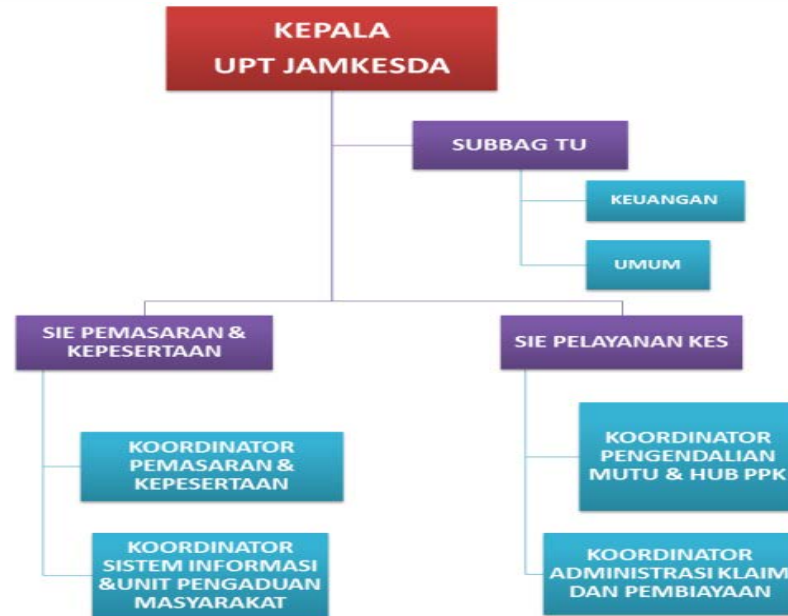 KEPALA
UPT JAMKESDA
SUBBAG TU
KEUANGAN
UMUM
SIE PEMASARAN &
KEPESERTAAN
SIE PELAYANAN KES
KOORDINATOR
PEMASARAN &
KEPESERTAAN
KOORDINATOR
PENGENDALIAN
MUTU & HUB PPK
KOORDINATOR
SISTEM INFORMASI
&UNIT PENGADUAN
MASYARAKAT
KOORDINATOR
ADMINISTRASI KLAIM
DAN PEMBIAYAAN